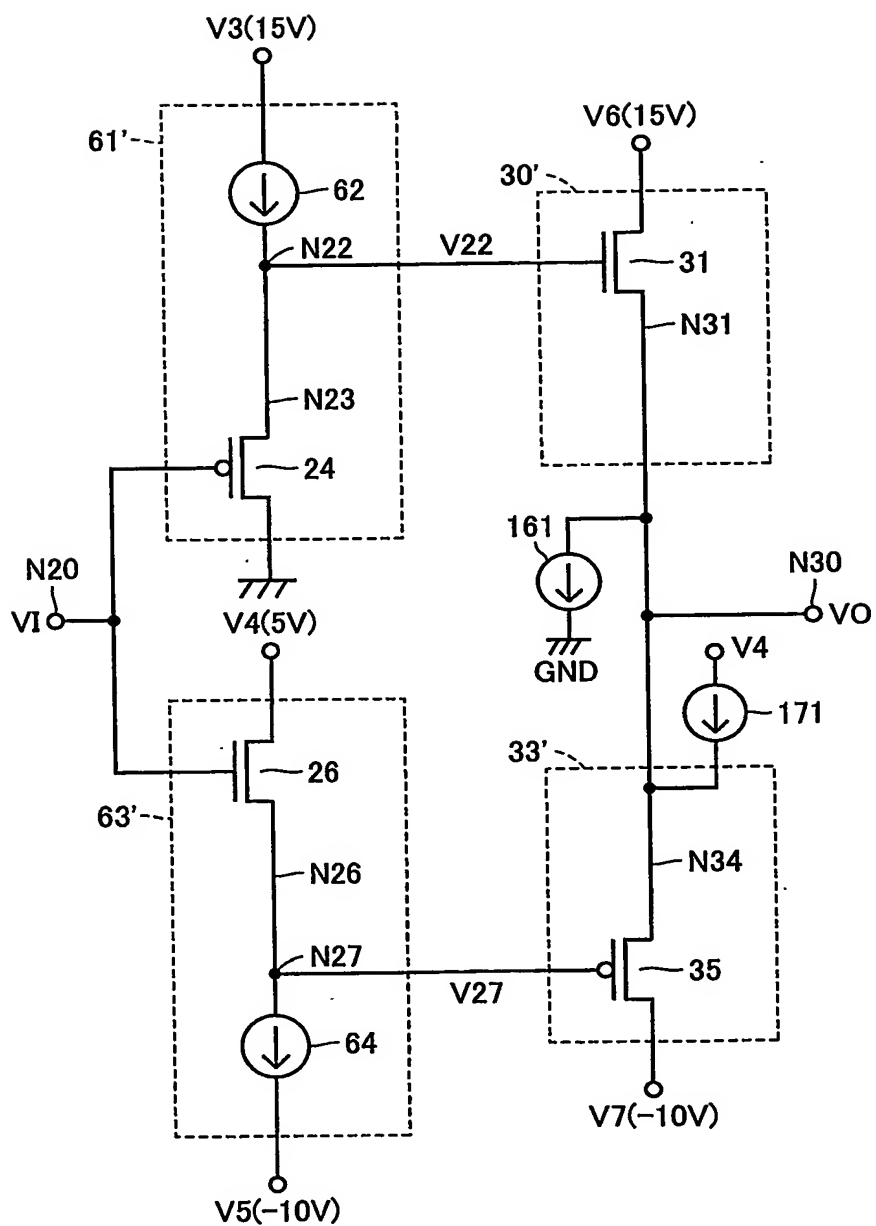 V3(15V)
61’
62
N22
V22
N23
24
V6(15V)
30’
31
N31
161
GND
N20
VI
N30
VO
V4
171
V4(5V)
63’
26
N26
N27
V27
64
V5(-10V)
33’
N34
35
V7(-10V)